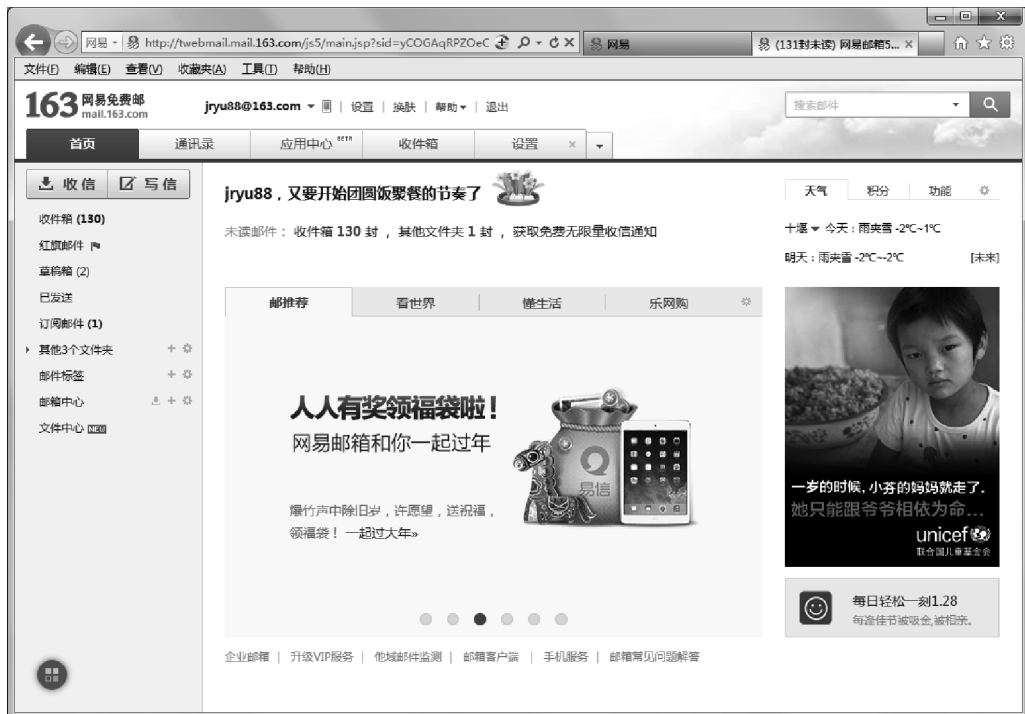 网易
http://twebmail.mail.163.com/js5/main.jsp?sid=yCOGAqRPZOeC
网易
(131封未读) 网易邮箱5...
文件(F) 编辑(E) 查看(V) 收藏夹(A) 工具(T) 帮助(H)
163 网易免费邮
mail.163.com
jryu88@163.com | 设置 | 换肤 | 帮助 | 退出
搜索邮件
首页 通讯录 应用中心 BETA 收件箱 设置 ×
收信 写信
收件箱 (130)
红旗邮件
草稿箱 (2)
已发送
订阅邮件 (1)
其他3个文件夹
邮件标签
邮箱中心
文件中心 NEW
jryu88，又要开始团圆饭聚餐的节奏了
未读邮件： 收件箱 130 封 ， 其他文件夹 1 封 ， 获取免费无限量收信通知
邮推荐 看世界 懂生活 乐网购
人人有奖领福袋啦！
网易邮箱和你一起过年
爆竹声中除旧岁，许愿望，送祝福，
领福袋！ 一起过大年»
易信
企业邮箱 | 升级VIP服务 | 他域邮件监测 | 邮箱客户端 | 手机服务 | 邮箱常见问题解答
天气 积分 功能
十堰 今天：雨夹雪 -2℃~1℃
明天：雨夹雪 -2℃~-2℃ [未来]
一岁的时候，小芬的妈妈就走了.
她只能跟爷爷相依为命...
unicef
联合国儿童基金会
每日轻松一刻1.28
每逢佳节被吸金,被相亲。